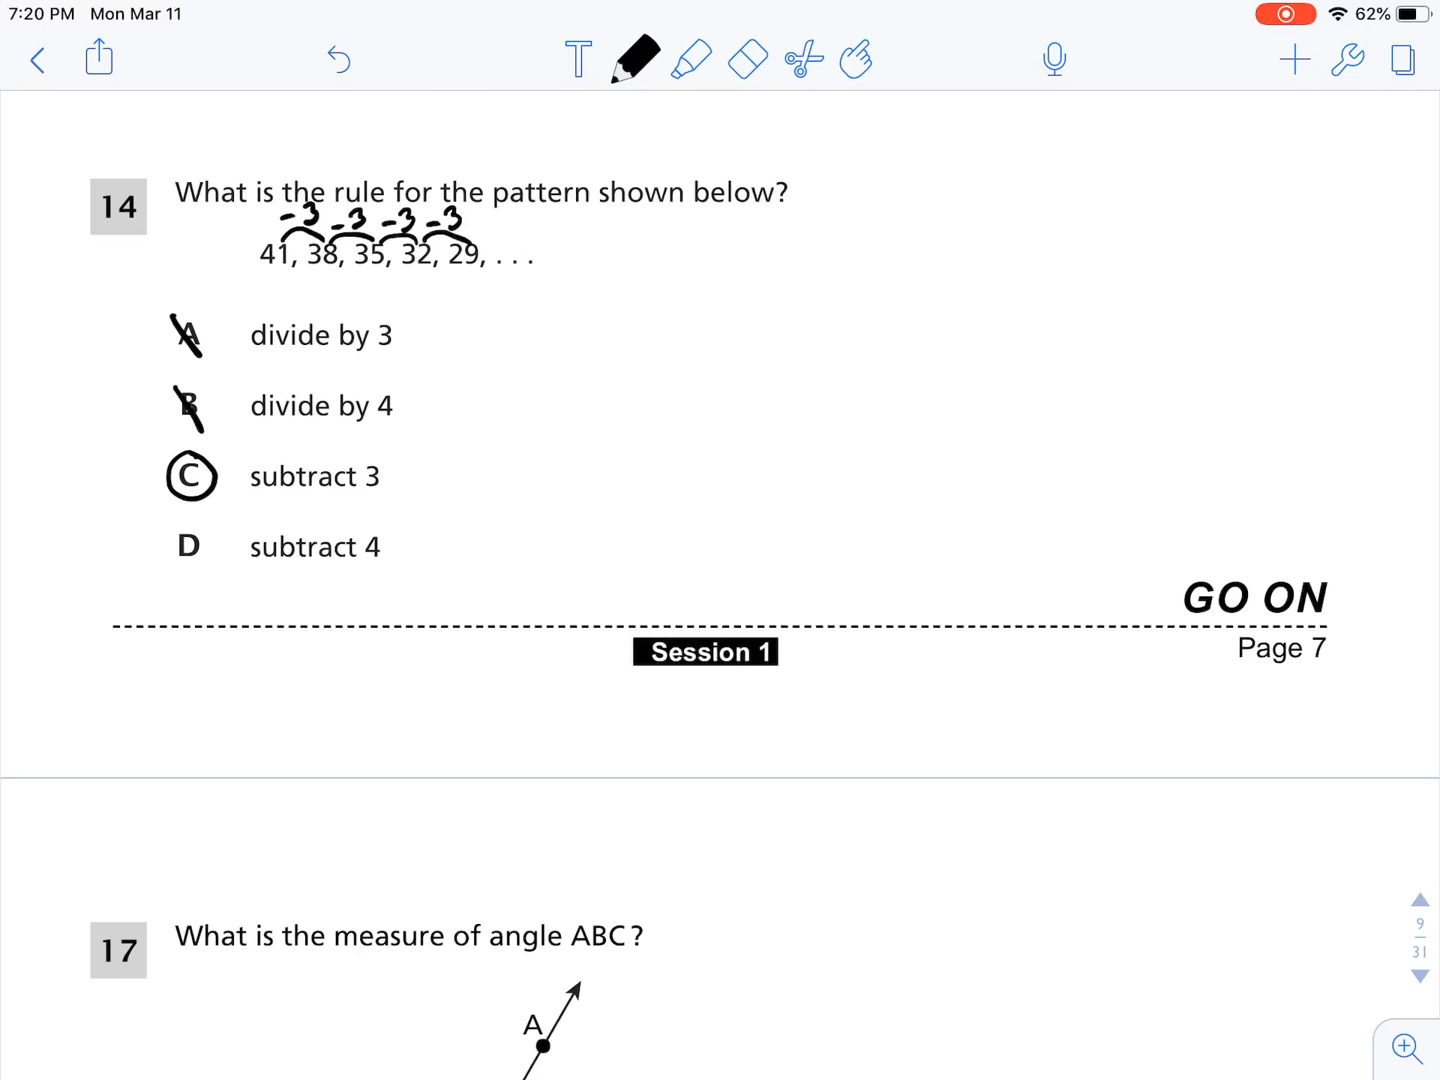 7:20 PM Mon Mar 11
62%
T
14 What is the rule for the pattern shown below?
-3 -3 -3 -3
41, 38, 35, 32, 29, . . .
A divide by 3
B divide by 4
C subtract 3
D subtract 4
GO ON
Session 1
Page 7
17 What is the measure of angle ABC?
A
9
31